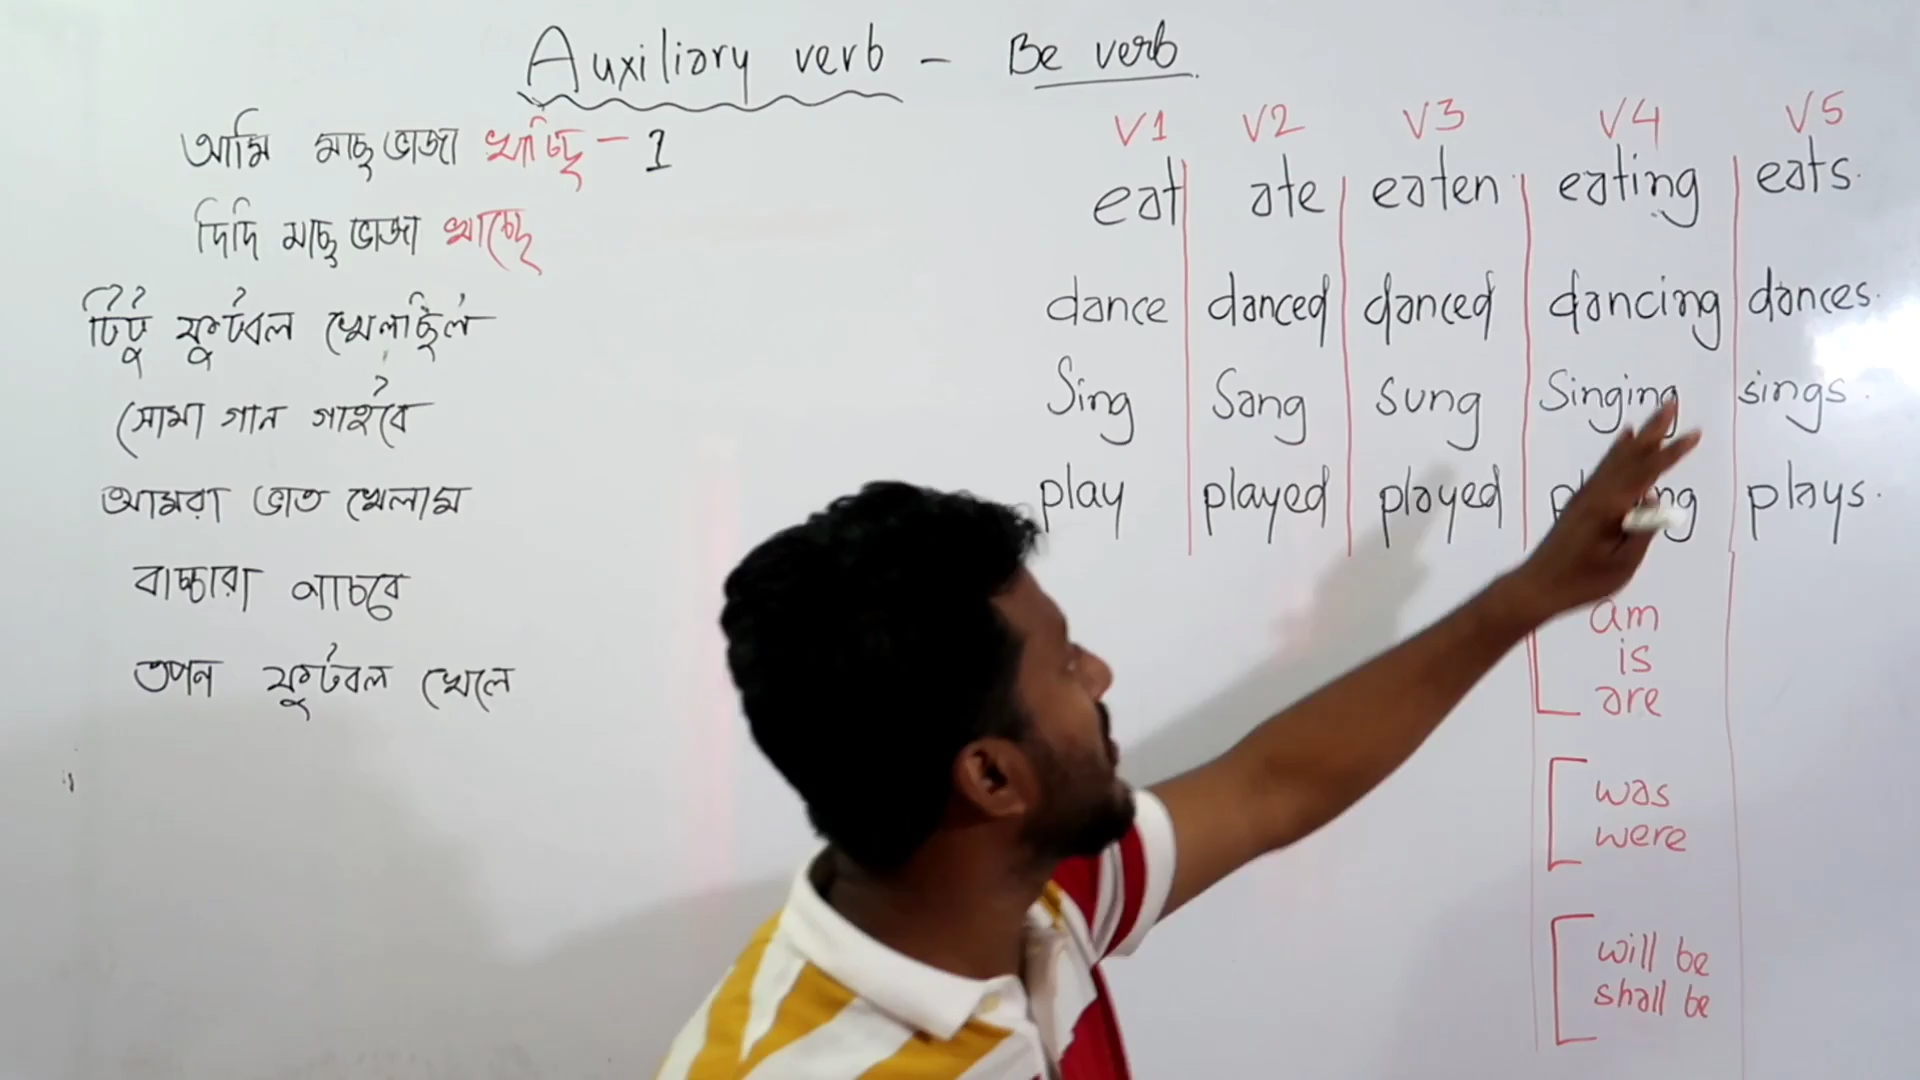 Auxiliary verb - Be verb
আমি মাছ ভাজা খাচ্ছি - 1
দিদি মাছ ভাজা খাচ্ছে
টিটু ফুটবল খেলছিল
সোমা গান গাইবে
আমরা ভাত খেলাম
বাচ্চারা নাচবে
তপন ফুটবল খেলে
V1 V2 V3 V4 V5
eat ate eaten eating eats.
dance danced danced dancing dances.
Sing Sang sung Singing sings.
play played played plays.
am
is
are
was
were
will be
shall be